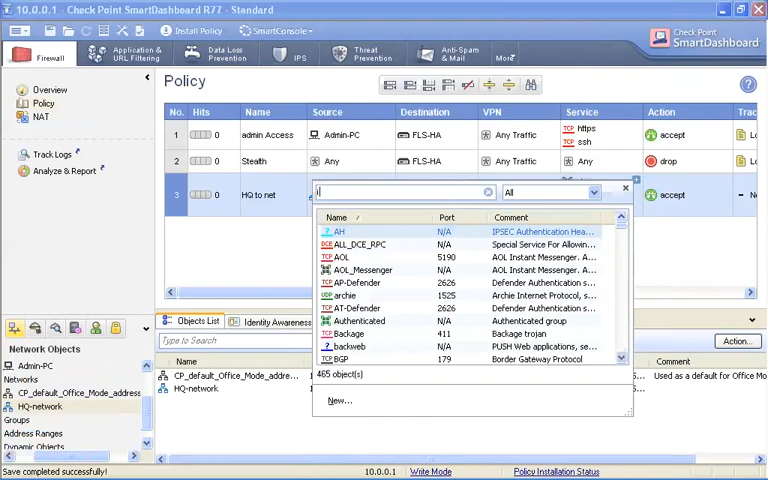 10.0.0.1 - Check Point SmartDashboard R77 - Standard
Install Policy
SmartConsole
Check Point
SmartDashboard
Firewall
Application &
URL Filtering
Data Loss
Prevention
IPS
Threat
Prevention
Anti-Spam
& Mail
More
Overview
Policy
NAT
Track Logs
Analyze & Report
Policy
No. Hits Name Source Destination VPN Service Action Trac
1 0 admin Access Admin-PC FLS-HA Any Traffic https accept Lo
ssh
2 0 Stealth Any FLS-HA Any Traffic Any drop Lo
3 0 HQ to net accept - No
i All
Name / Port Comment
AH N/A IPSEC Authentication Hea...
ALL_DCE_RPC N/A Special Service For Allowin...
AOL 5190 AOL Instant Messenger. A...
AOL_Messenger N/A AOL Instant Messenger. A...
AP-Defender 2626 Defender Authentication s...
archie 1525 Archie Internet Protocol, s...
AT-Defender 2626 Defender Authentication s...
Authenticated N/A Authenticated group
Backage 411 Backage trojan
backweb N/A PUSH Web applications, se...
BGP 179 Border Gateway Protocol
465 object(s)
New...
Network Objects
Admin-PC
Networks
CP_default_Office_Mode_address
HQ-network
Groups
Address Ranges
Dynamic Objects
Objects List
Identity Awareness
Type to Search
Action...
Name Comment
CP_default_Office_Mode_addre... 1 Used as a default for Office Mo
HQ-network 1
Save completed successfully!
10.0.0.1
Write Mode
Policy Installation Status